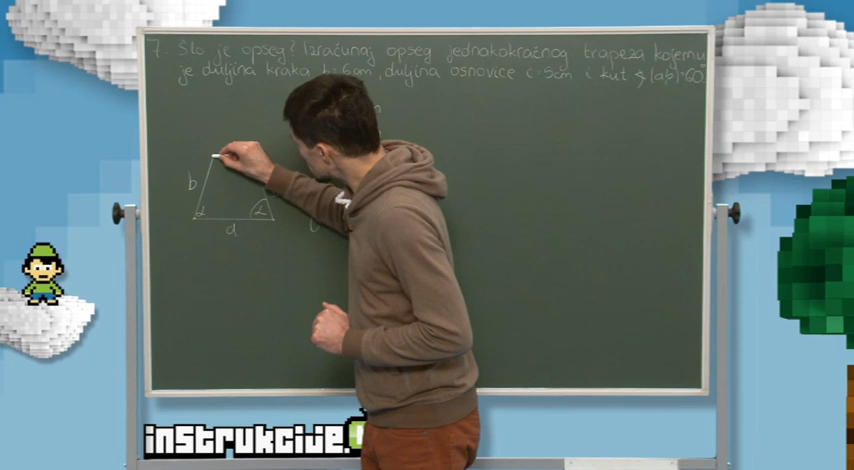 7. Što je opseg? Izračunaj opseg jednakokračnog trapeza kojemu
je duljina kraka b=6cm, duljina osnovice c=5cm i kut ∢(a,b)=60°
b
α
α
a
instrukcije.